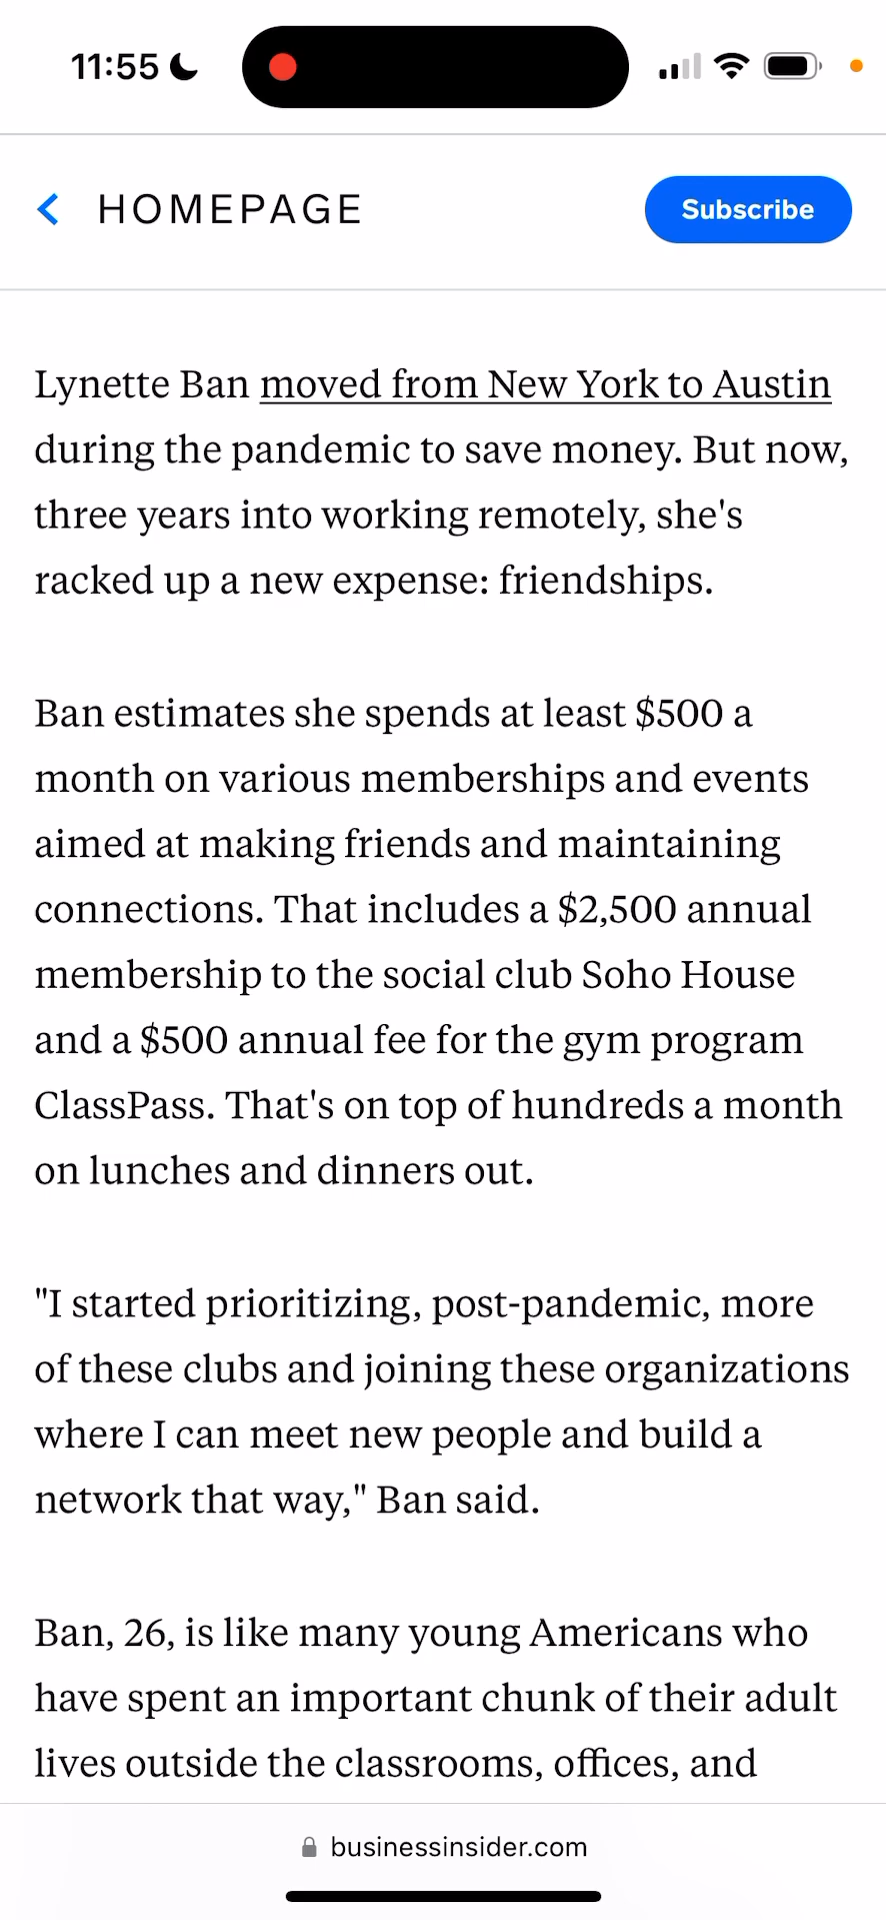 11:55
HOMEPAGE
Subscribe
Lynette Ban moved from New York to Austin
during the pandemic to save money. But now,
three years into working remotely, she's
racked up a new expense: friendships.
Ban estimates she spends at least $500 a
month on various memberships and events
aimed at making friends and maintaining
connections. That includes a $2,500 annual
membership to the social club Soho House
and a $500 annual fee for the gym program
ClassPass. That's on top of hundreds a month
on lunches and dinners out.
"I started prioritizing, post-pandemic, more
of these clubs and joining these organizations
where I can meet new people and build a
network that way," Ban said.
Ban, 26, is like many young Americans who
have spent an important chunk of their adult
lives outside the classrooms, offices, and
businessinsider.com